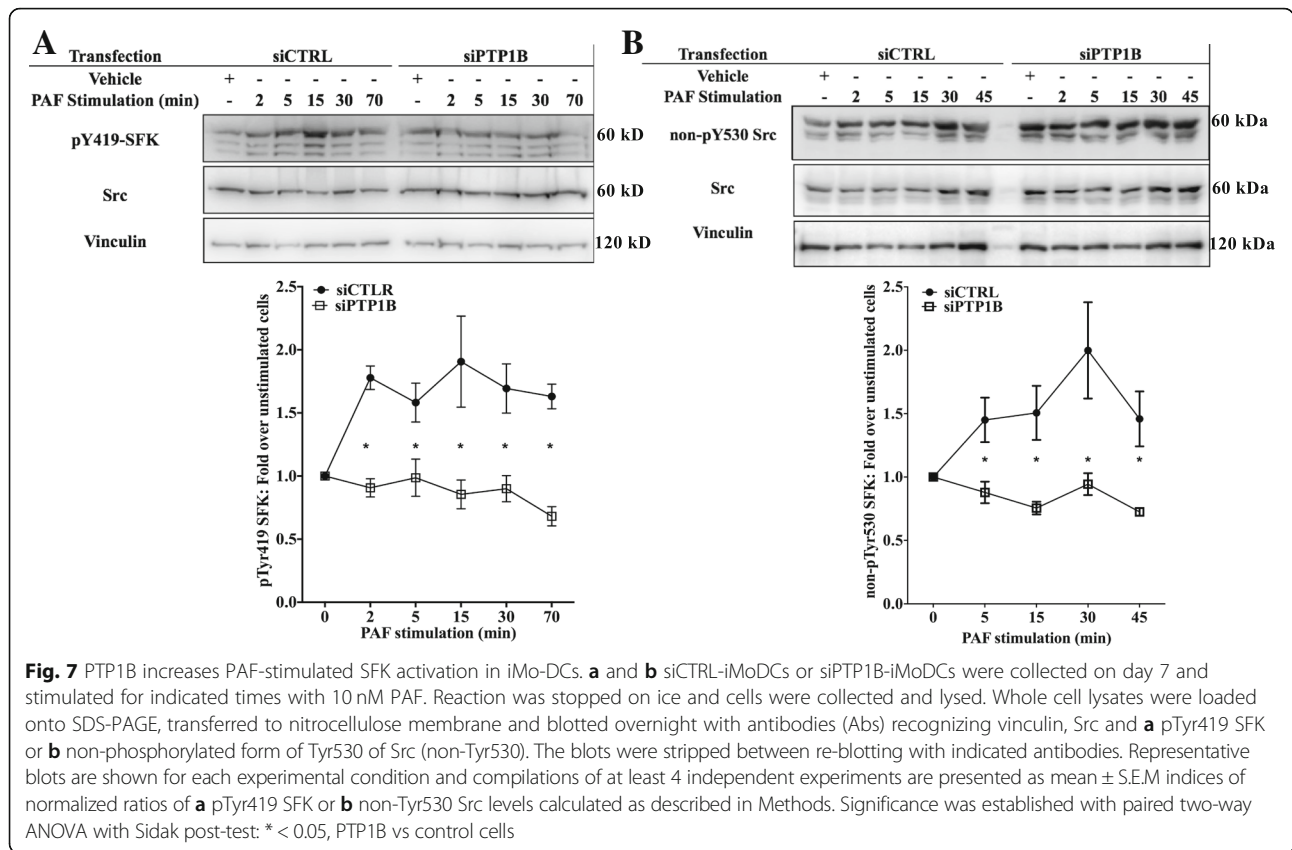 A
Transfection siCTRL siPTP1B
Vehicle + - - - - - + - - - - -
PAF Stimulation (min) - 2 5 15 30 70 - 2 5 15 30 70
pY419-SFK 60 kD
Src 60 kD
Vinculin 120 kD
2.5
2.0
1.5
1.0
0.5
0.0
pTyr419 SFK: Fold over unstimulated cells
siCTLR
siPTP1B
* * * * *
0 2 5 15 30 70
PAF stimulation (min)
B
Transfection siCTRL siPTP1B
Vehicle + - - - - - + - - - - -
PAF Stimulation - 2 5 15 30 45 - 2 5 15 30 45
non-pY530 Src 60 kDa
Src 60 kDa
Vinculin 120 kDa
2.5
2.0
1.5
1.0
0.5
0.0
non-pTyr530 SFK: Fold over unstimulated cells
siCTRL
siPTP1B
* * * *
0 5 15 30 45
PAF stimulation (min)
Fig. 7 PTP1B increases PAF-stimulated SFK activation in iMo-DCs. a and b siCTRL-iMoDCs or siPTP1B-iMoDCs were collected on day 7 and
stimulated for indicated times with 10 nM PAF. Reaction was stopped on ice and cells were collected and lysed. Whole cell lysates were loaded
onto SDS-PAGE, transferred to nitrocellulose membrane and blotted overnight with antibodies (Abs) recognizing vinculin, Src and a pTyr419 SFK
or b non-phosphorylated form of Tyr530 of Src (non-Tyr530). The blots were stripped between re-blotting with indicated antibodies. Representative
blots are shown for each experimental condition and compilations of at least 4 independent experiments are presented as mean ± S.E.M indices of
normalized ratios of a pTyr419 SFK or b non-Tyr530 Src levels calculated as described in Methods. Significance was established with paired two-way
ANOVA with Sidak post-test: * < 0.05, PTP1B vs control cells